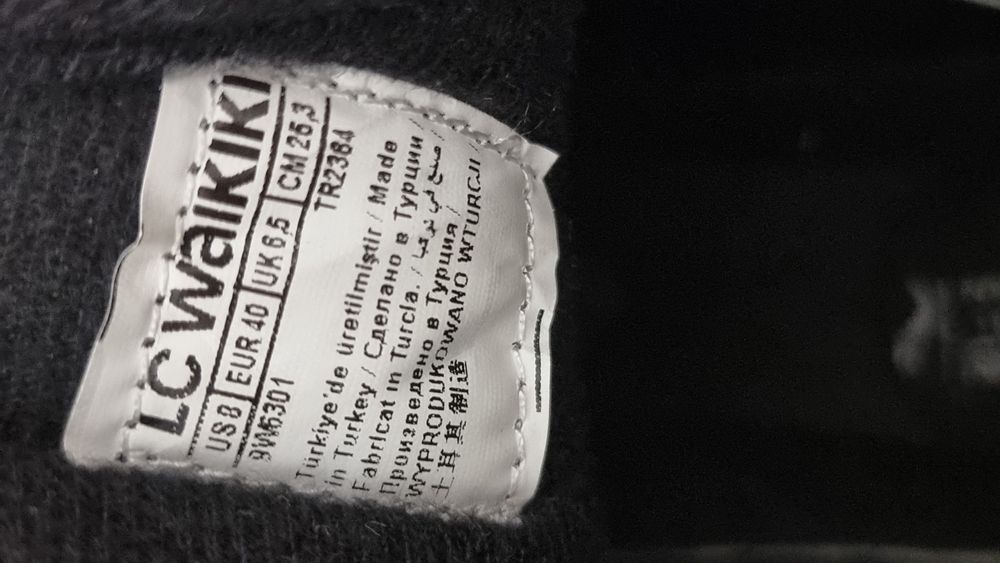 LC WAIKIKI
US 8 EUR 40 UK 6,5 CM 26,3
9W6301 TR2364
Türkiye'de üretilmiştir / Made
in Turkey / Сделано в Турции
Fabricat in Turcia. / صنع في تركيا /
Произведено в Турция /
WYPRODUKOWANO W TURCJI /
土耳其制造